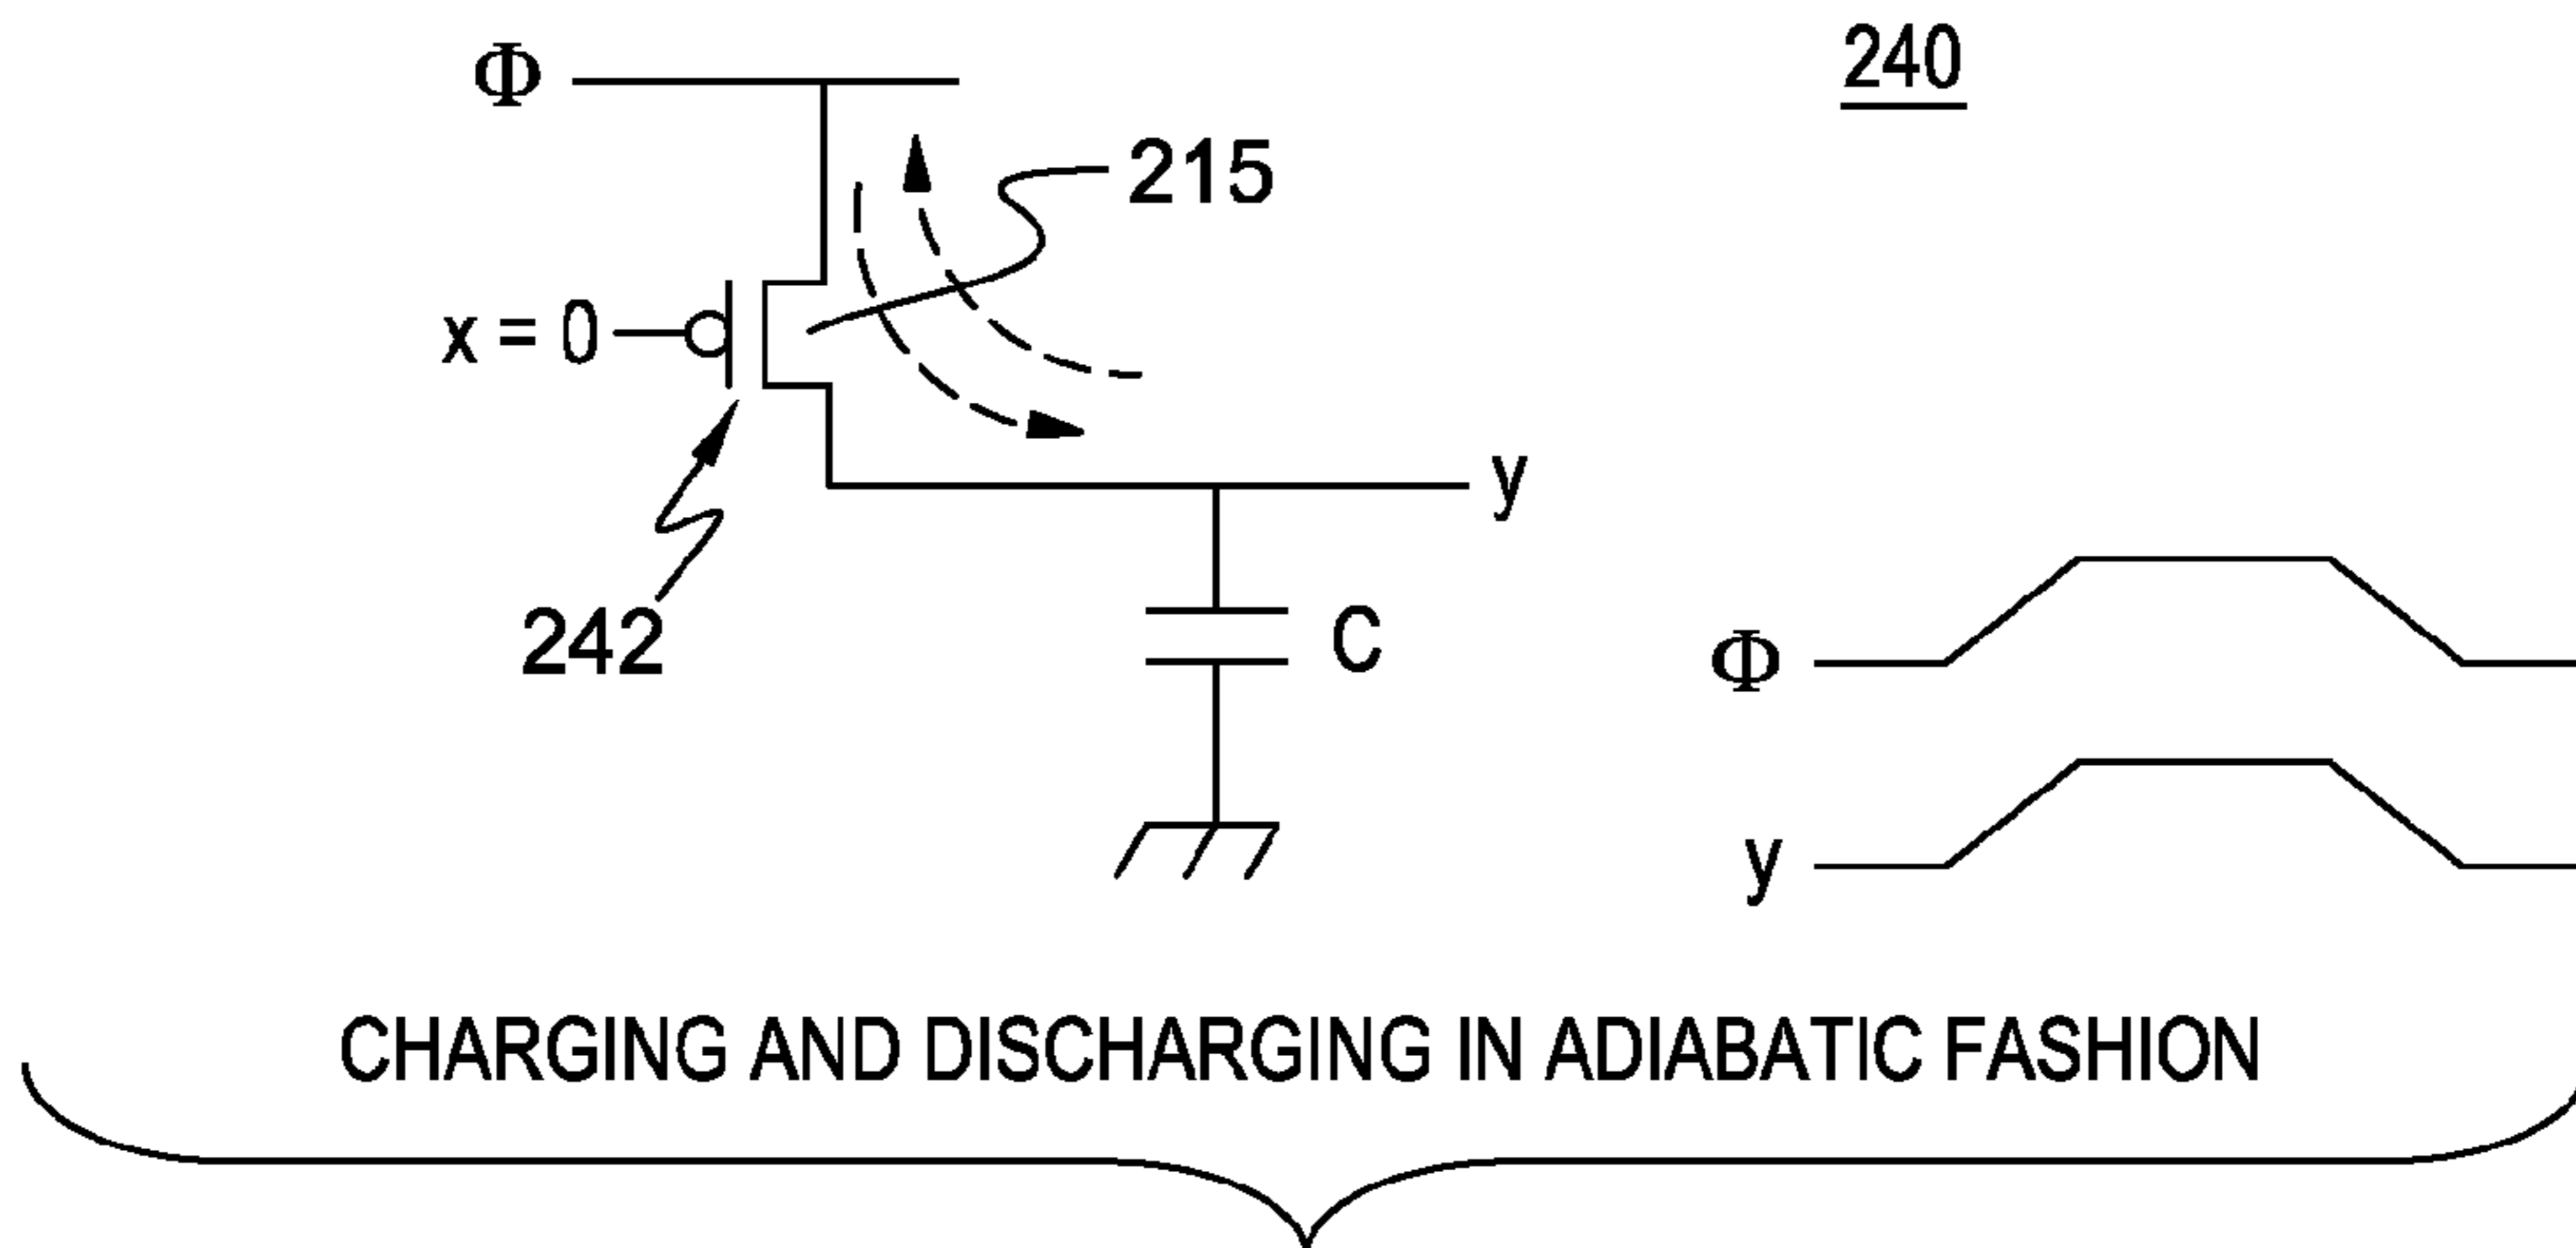 Φ
240
215
x = 0
y
242
C
Φ
y
CHARGING AND DISCHARGING IN ADIABATIC FASHION